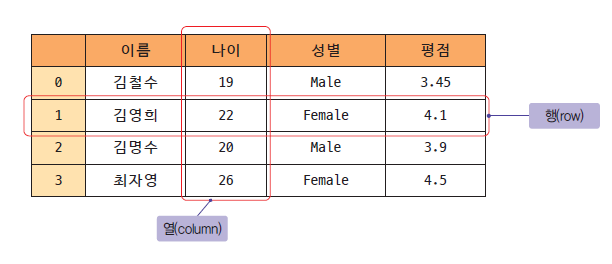 이름 나이 성별 평점
0 김철수 19 Male 3.45
1 김영희 22 Female 4.1
행(row)
2 김명수 20 Male 3.9
3 최자영 26 Female 4.5
열(column)